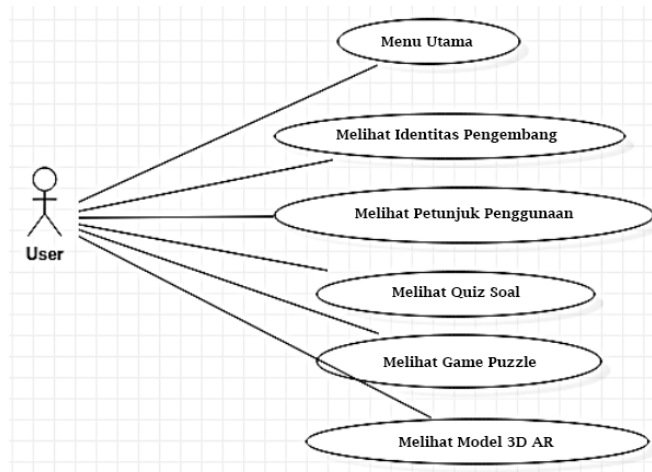 Menu Utama
Melihat Identitas Pengembang
Melihat Petunjuk Penggunaan
User
Melihat Quiz Soal
Melihat Game Puzzle
Melihat Model 3D AR